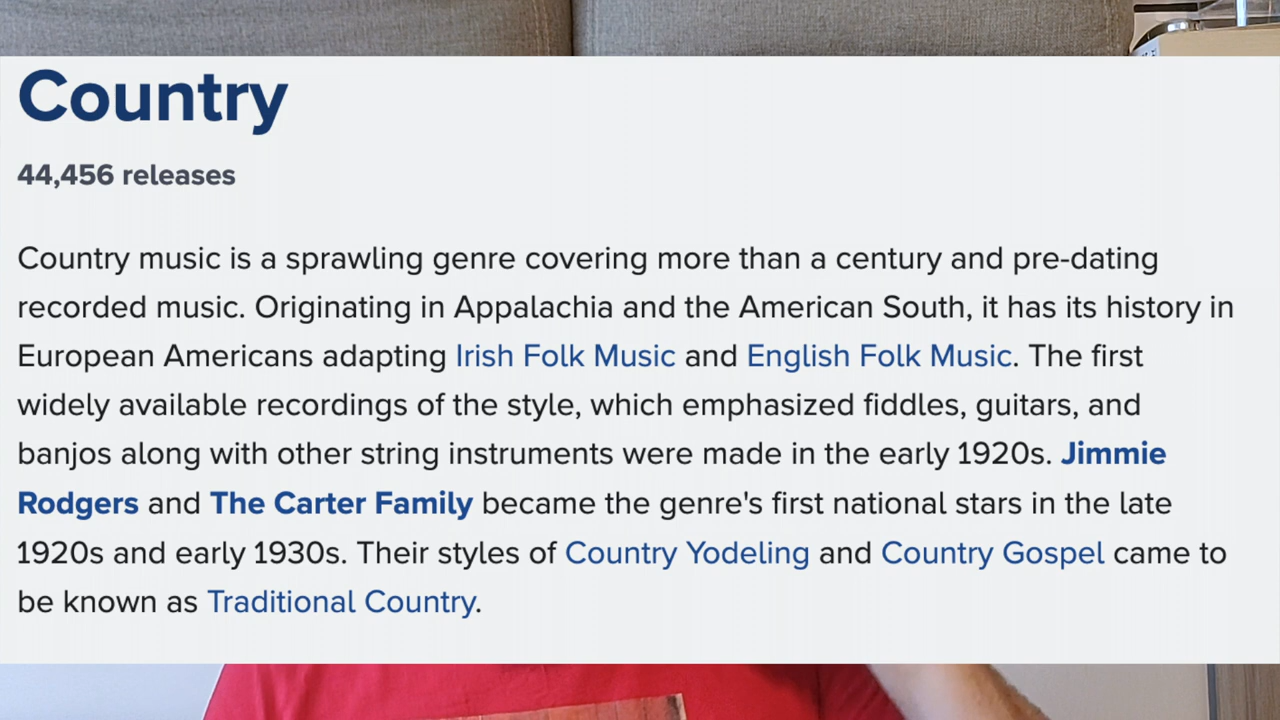 Country
44,456 releases
Country music is a sprawling genre covering more than a century and pre-dating
recorded music. Originating in Appalachia and the American South, it has its history in
European Americans adapting Irish Folk Music and English Folk Music. The first
widely available recordings of the style, which emphasized fiddles, guitars, and
banjos along with other string instruments were made in the early 1920s. Jimmie
Rodgers and The Carter Family became the genre's first national stars in the late
1920s and early 1930s. Their styles of Country Yodeling and Country Gospel came to
be known as Traditional Country.